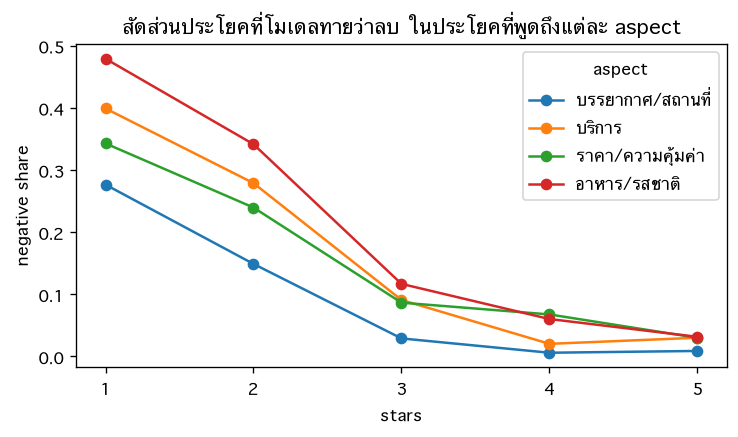 สัดส่วนประโยคที่โมเดลทายว่าลบ ในประโยคที่พูดถึงแต่ละ aspect
0.5
0.4
0.3
0.2
0.1
0.0
negative share
aspect
บรรยากาศ/สถานที่
บริการ
ราคา/ความคุ้มค่า
อาหาร/รสชาติ
1 2 3 4 5
stars